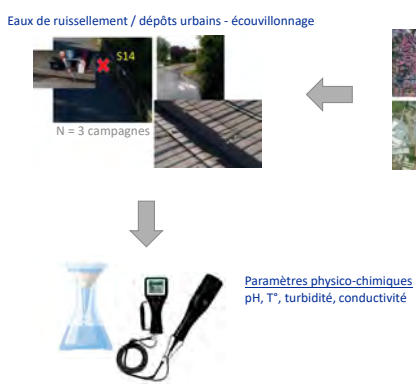 Eaux de ruissellement / dépôts urbains - écouvillonnage
S14
N = 3 campagnes
Paramètres physico-chimiques
pH, T°, turbidité, conductivité